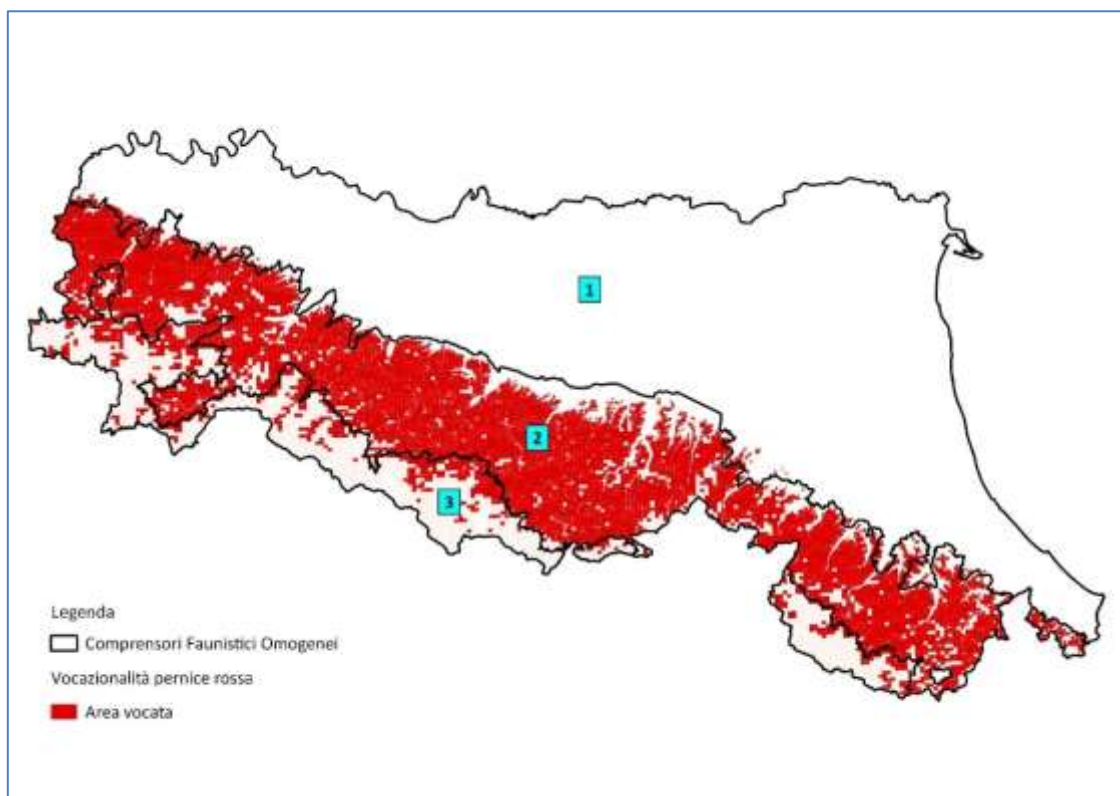 1
2
3
Legenda
Comprensori Faunistici Omogenei
Vocazionalità pernice rossa
Area vocata